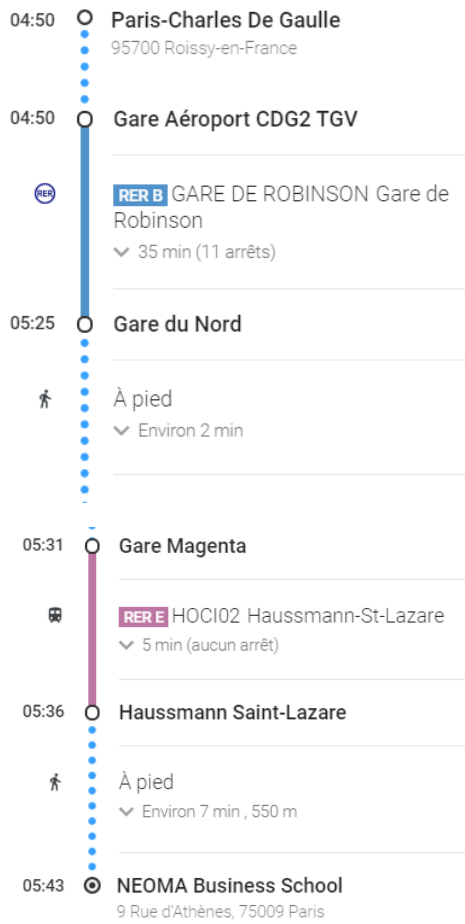 04:50 Paris-Charles De Gaulle
95700 Roissy-en-France
04:50 Gare Aéroport CDG2 TGV
RER RER B GARE DE ROBINSON Gare de
Robinson
35 min (11 arrêts)
05:25 Gare du Nord
À pied
Environ 2 min
05:31 Gare Magenta
RER E HOCI02 Haussmann-St-Lazare
5 min (aucun arrêt)
05:36 Haussmann Saint-Lazare
À pied
Environ 7 min , 550 m
05:43 NEOMA Business School
9 Rue d'Athènes, 75009 Paris